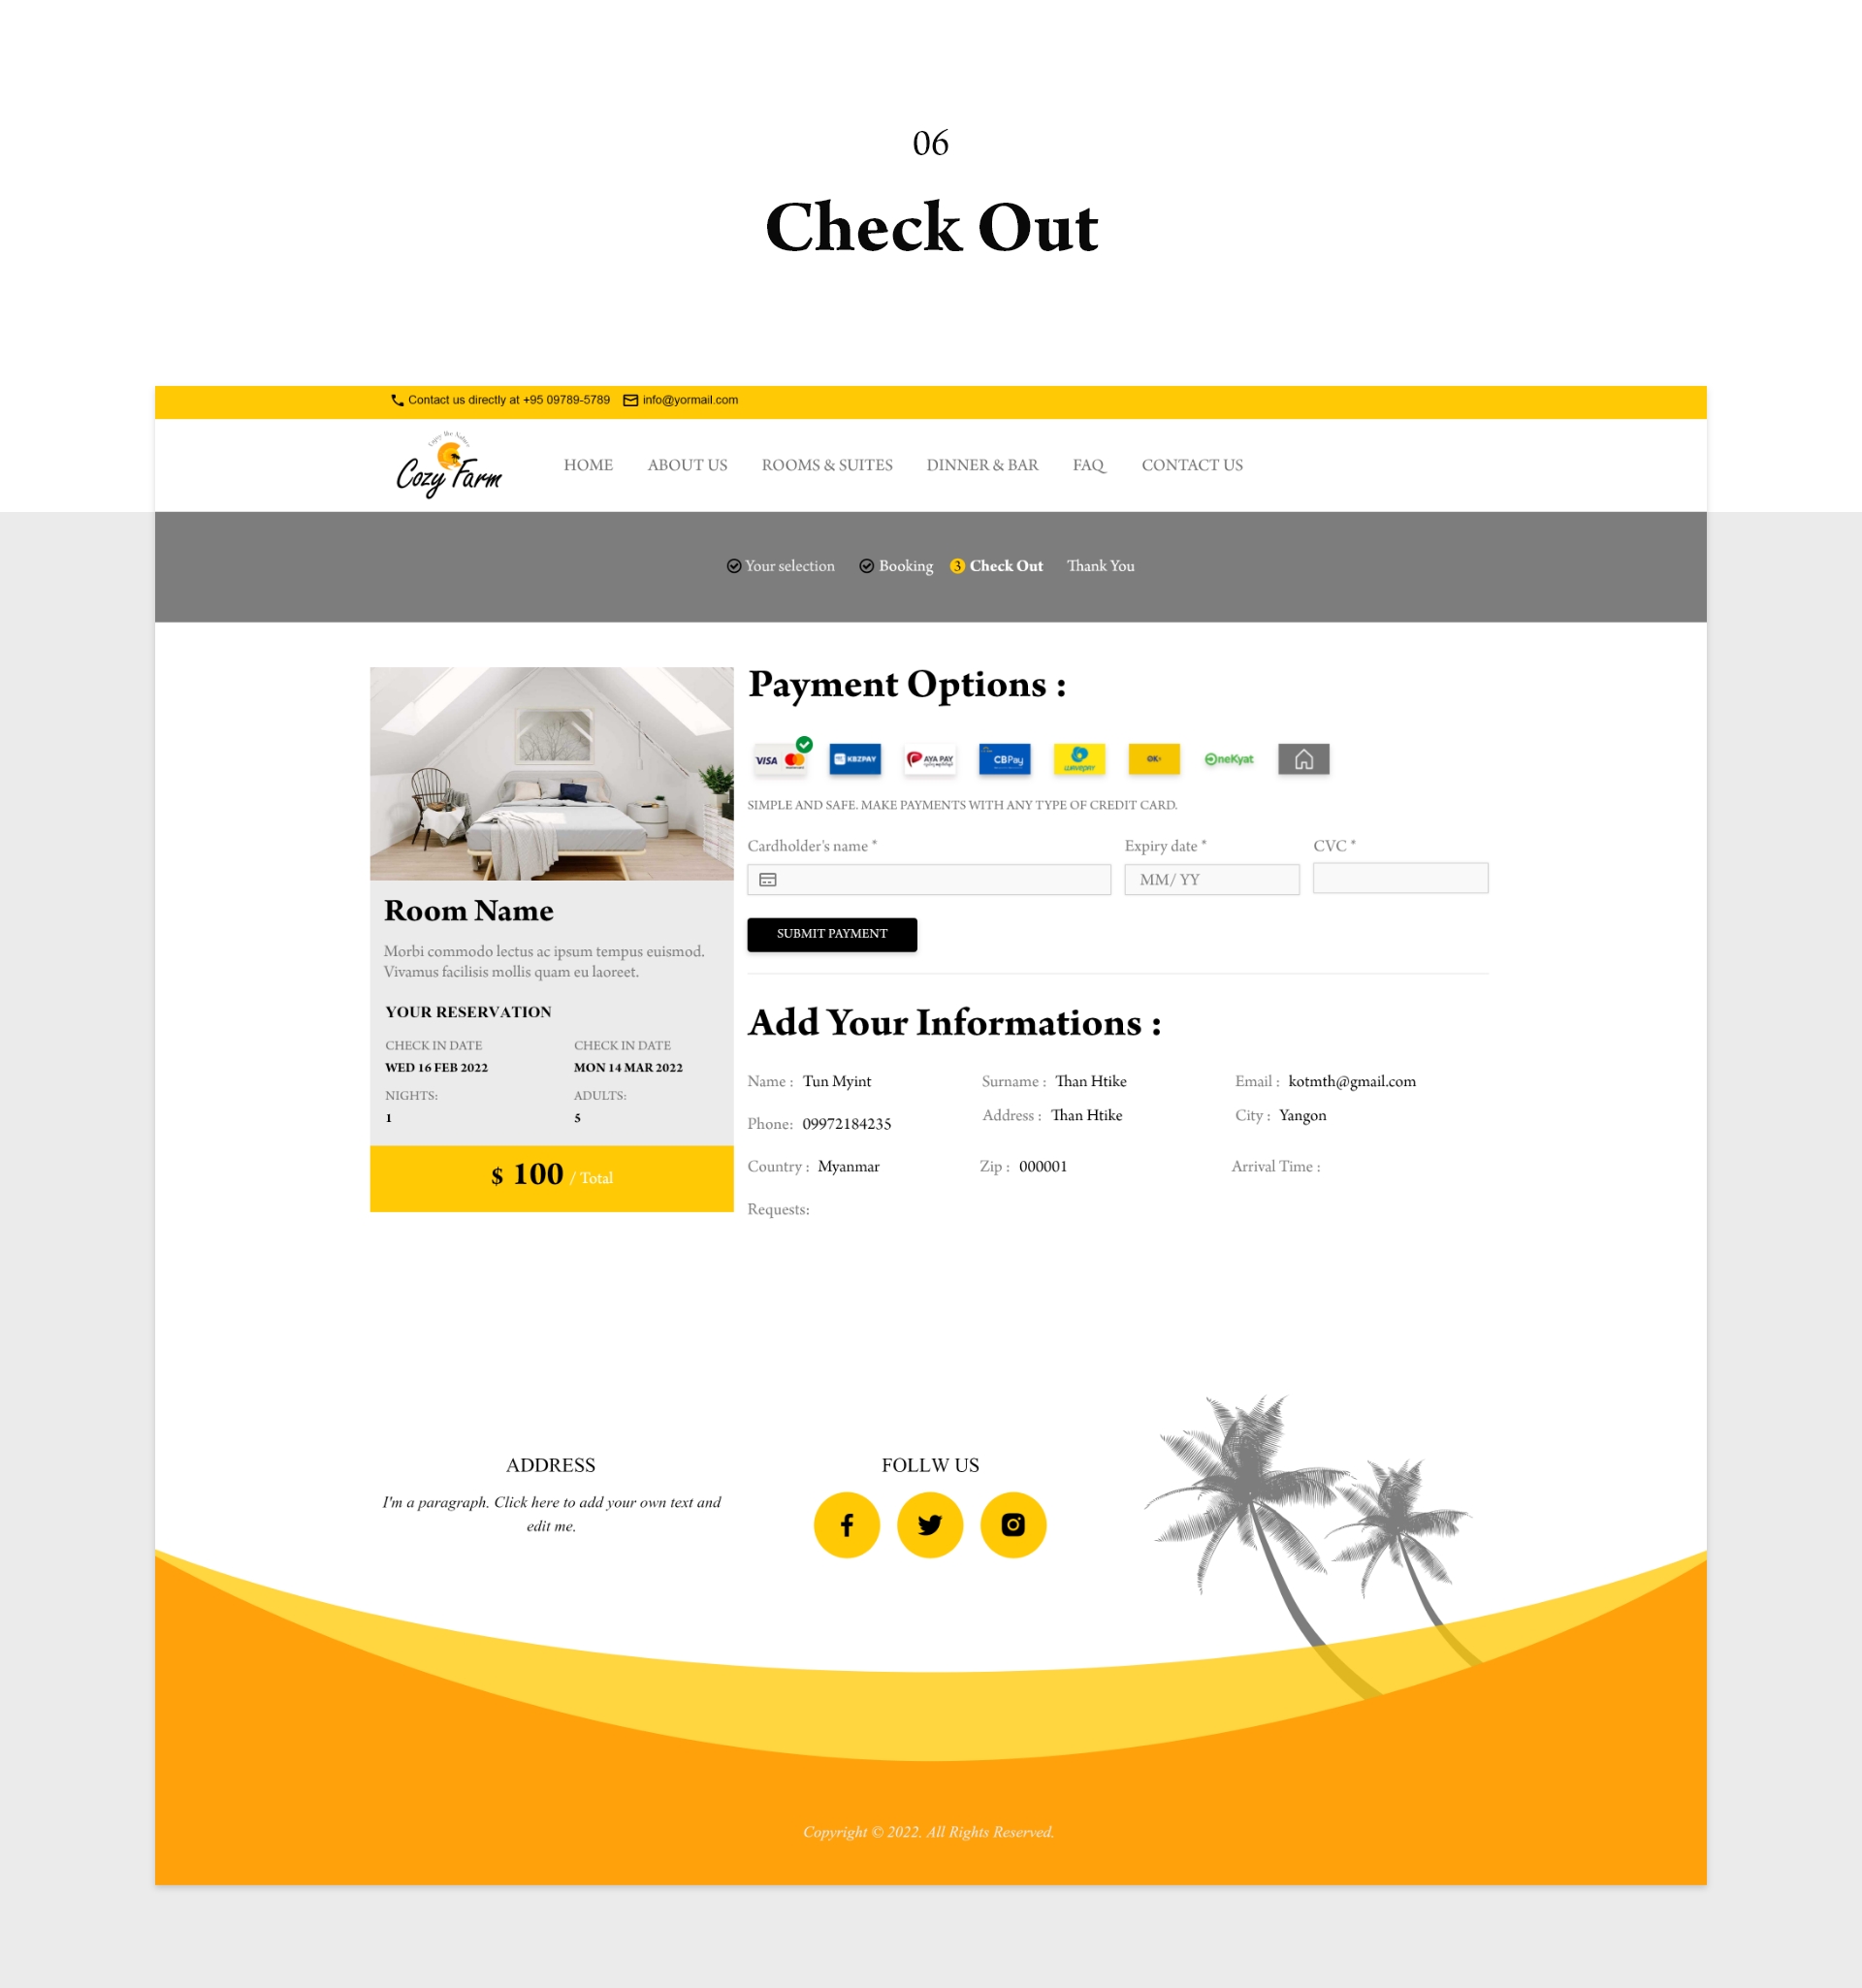 06
Check Out
Contact us directly at +95 09789-5789 info@yormail.com
Enjoy The Nature
Cozy Farm
HOME ABOUT US ROOMS & SUITES DINNER & BAR FAQ CONTACT US
Your selection Booking 3 Check Out Thank You
Payment Options :
VISA KBZPAY AYA PAY CBPay wavepay OK$ OneKyat
SIMPLE AND SAFE. MAKE PAYMENTS WITH ANY TYPE OF CREDIT CARD.
Cardholder's name * Expiry date * CVC *
MM/ YY
SUBMIT PAYMENT
Room Name
Morbi commodo lectus ac ipsum tempus euismod.
Vivamus facilisis mollis quam eu laoreet.
YOUR RESERVATION
CHECK IN DATE CHECK IN DATE
WED 16 FEB 2022 MON 14 MAR 2022
NIGHTS: ADULTS:
1 5
$ 100 / Total
Add Your Informations :
Name : Tun Myint Surname : Than Htike Email : kotmth@gmail.com
Phone: 09972184235 Address : Than Htike City : Yangon
Country : Myanmar Zip : 000001 Arrival Time :
Requests:
ADDRESS
I'm a paragraph. Click here to add your own text and
edit me.
FOLLW US
Copyright © 2022. All Rights Reserved.